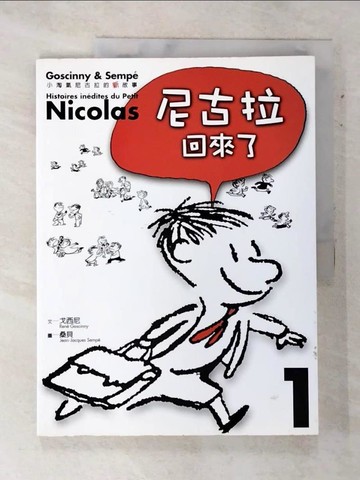 Goscinny & Sempé
小淘氣尼古拉的新故事
Histoires inédites du Petit
Nicolas
尼古拉
回來了
文 戈西尼
René Goscinny
圖 桑貝
Jean-Jacques Sempé
1